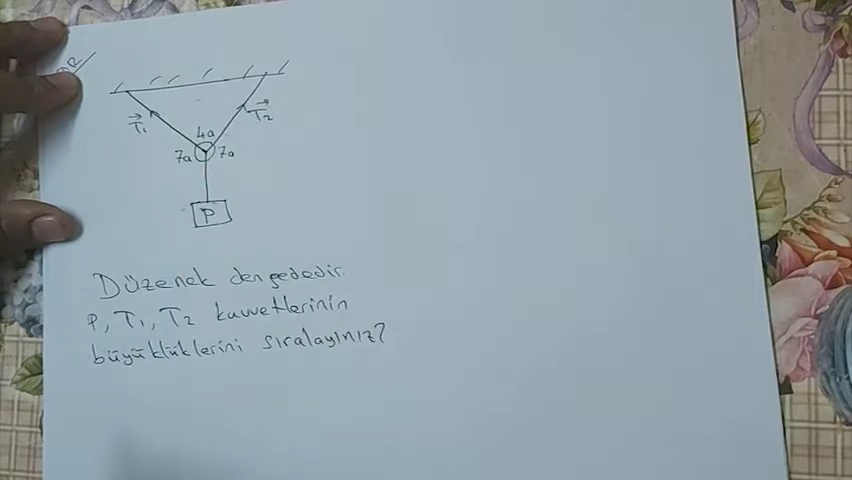 T₁
T₂
4a
7a
7a
P
Düzenek dengededir.
P, T₁, T₂ kuvvetlerinin
büyüklüklerini sıralayınız?